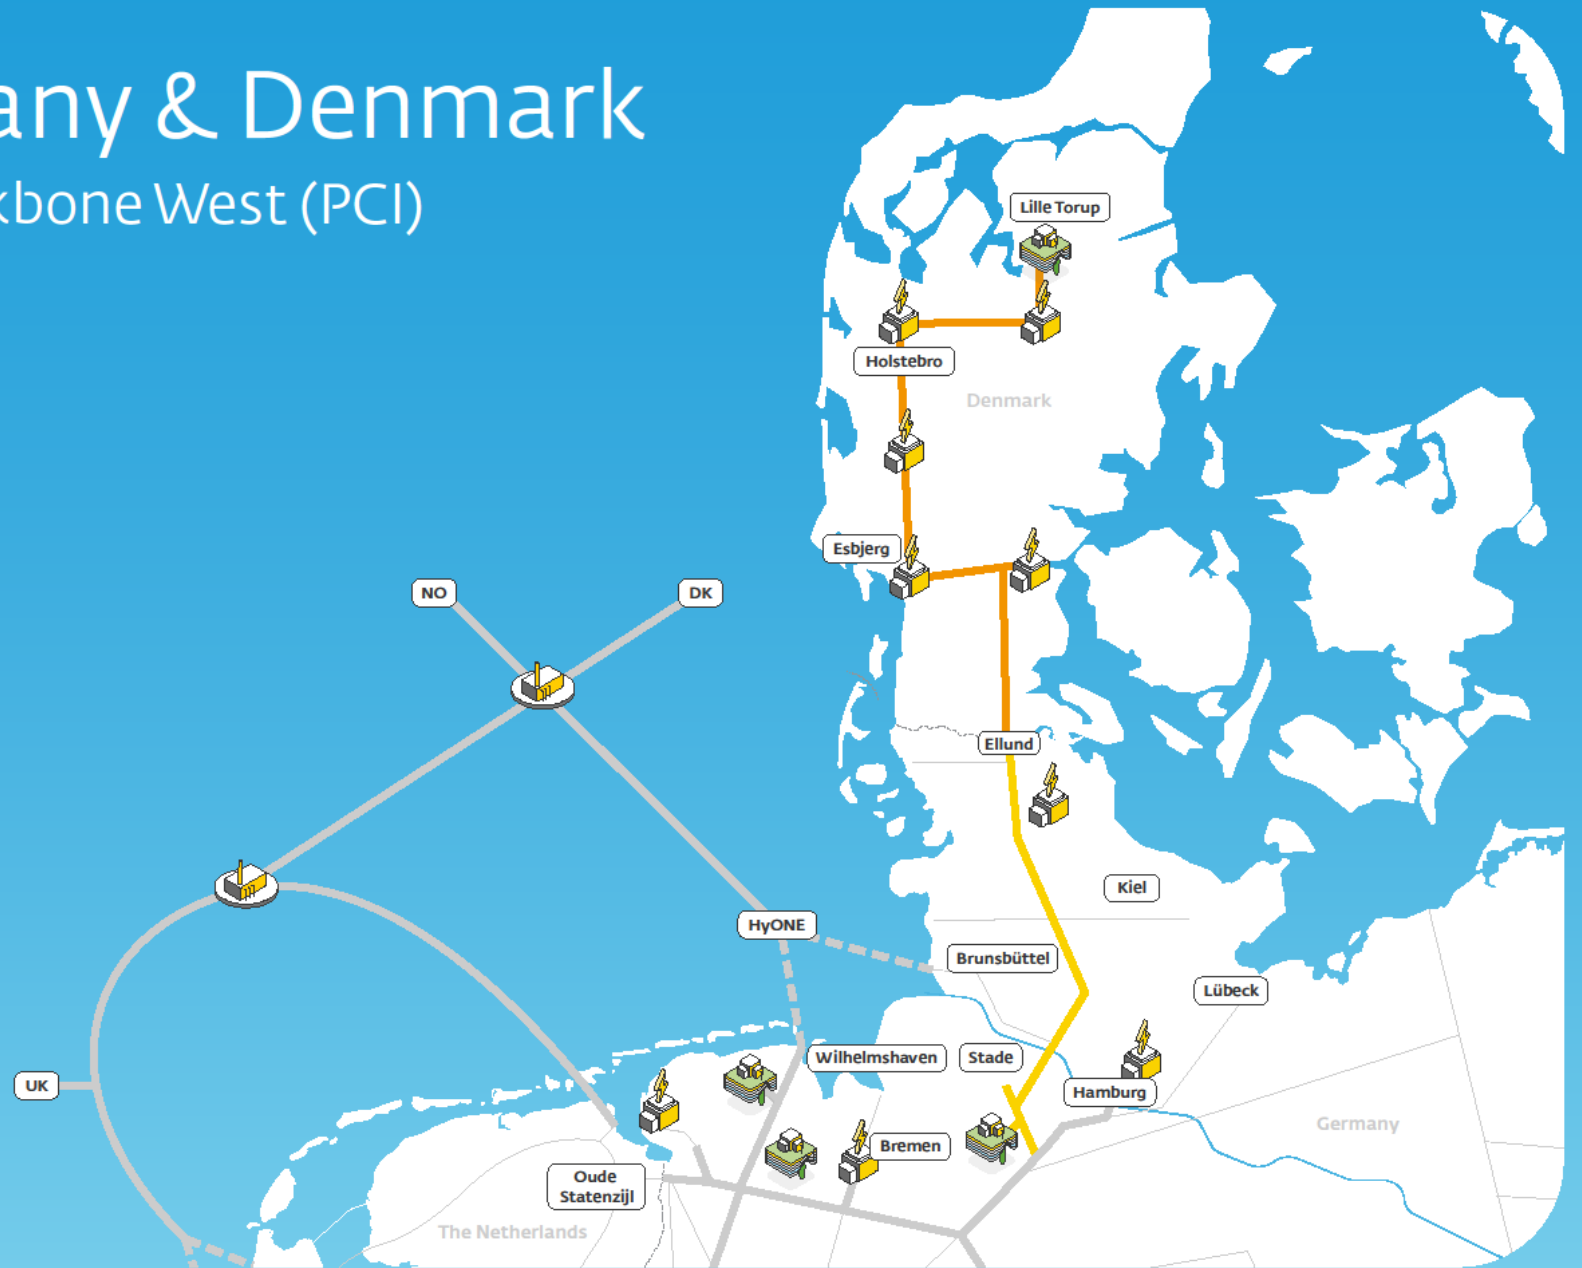 any & Denmark
kbone West (PCI)
Lille Torup
Holstebro
Denmark
Esbjerg
NO
DK
Ellund
Kiel
HyONE
Brunsbüttel
Lübeck
Wilhelmshaven
Stade
UK
Hamburg
Germany
Bremen
Oude
Statenzijl
The Netherlands